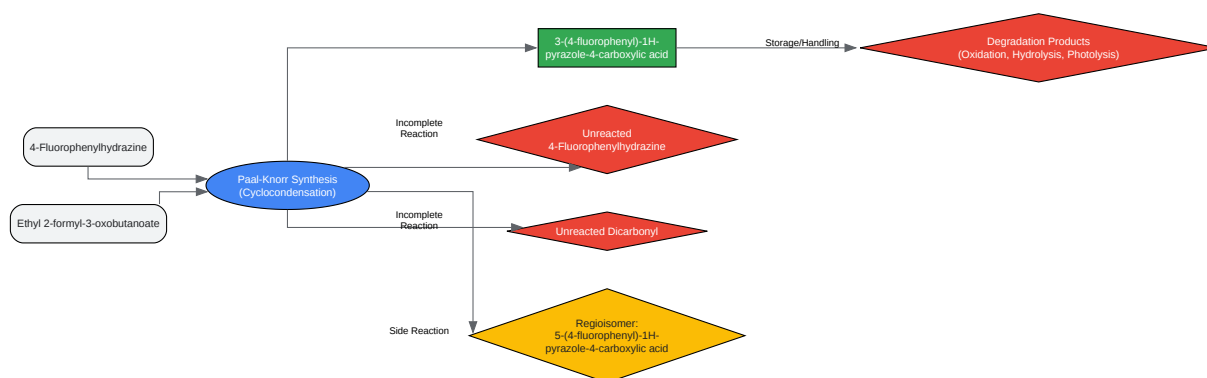 3-(4-fluorophenyl)-1H-
pyrazole-4-carboxylic acid
Storage/Handling
Degradation Products
(Oxidation, Hydrolysis, Photolysis)
Incomplete
Reaction
Unreacted
4-Fluorophenylhydrazine
4-Fluorophenylhydrazine
Paal-Knorr Synthesis
(Cyclocondensation)
Ethyl 2-formyl-3-oxobutanoate
Incomplete
Reaction
Unreacted Dicarbonyl
Side Reaction
Regioisomer:
5-(4-fluorophenyl)-1H-
pyrazole-4-carboxylic acid